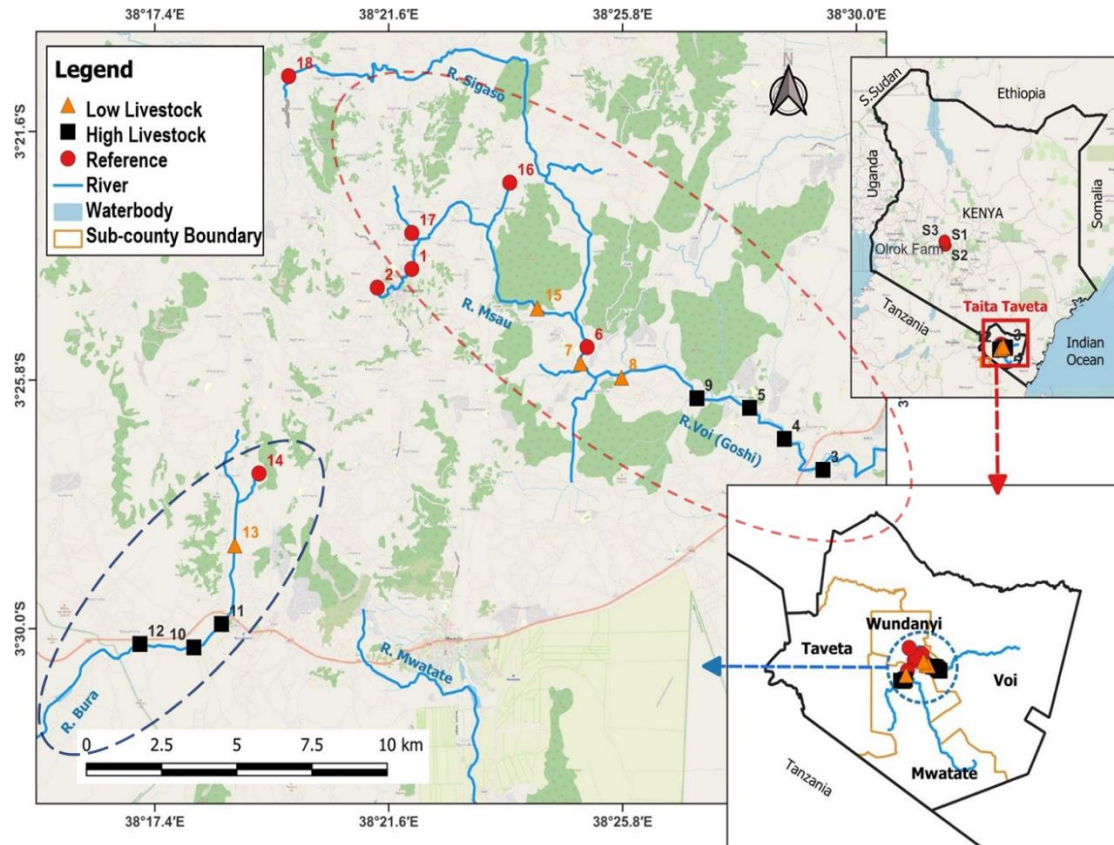 38°17.4'E 38°21.6'E 38°25.8'E 38°30.0'E
3°21.6'S
3°25.8'S
3°30.0'S
Legend
Low Livestock
High Livestock
Reference
River
Waterbody
Sub-county Boundary
N
18
R. Sigaso
16
17
1
2
15
R. Msau
6
7
8
9
5
4
3
R.Voi (Goshi)
14
13
11
12
10
R. Bura
R. Mwatate
0 2.5 5 7.5 10 km
38°17.4'E 38°21.6'E 38°25.8'E
S.Sudan
Ethiopia
Uganda
KENYA
Somalia
S3 S1
Olrok Farm
S2
Tanzania
Taita Taveta
Indian
Ocean
Wundanyi
Taveta
Voi
Mwatate
Tanzania